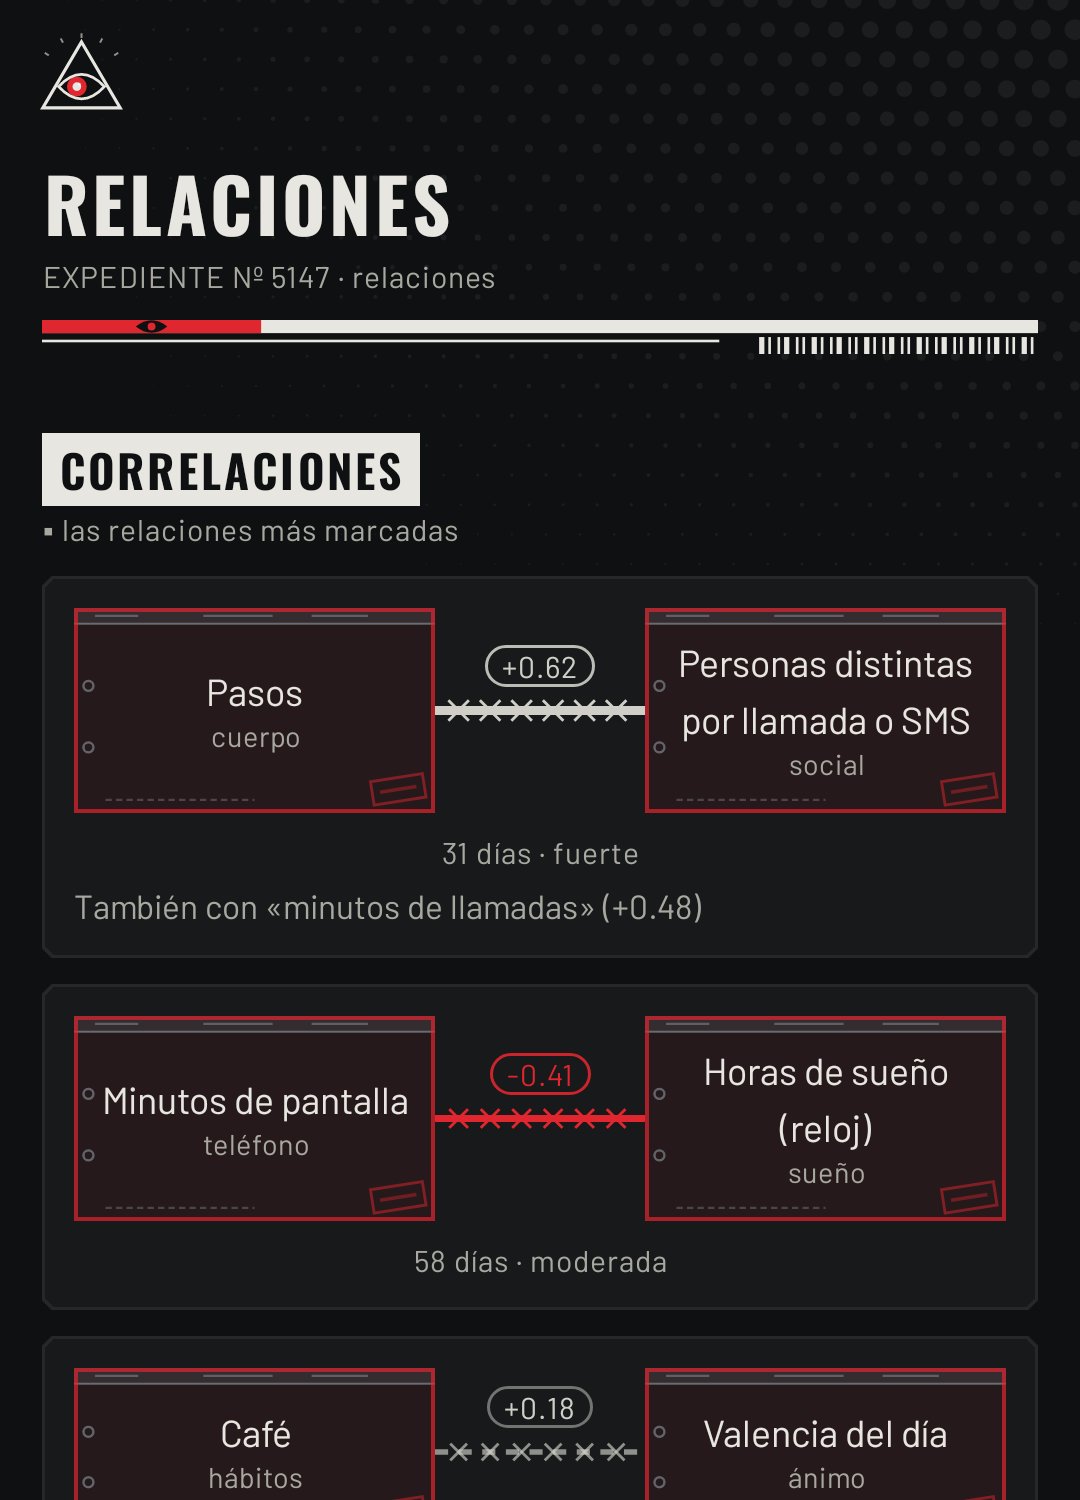 RELACIONES
EXPEDIENTE Nº 5147 · relaciones
CORRELACIONES
▪ las relaciones más marcadas
Pasos
cuerpo
+0.62
Personas distintas
por llamada o SMS
social
31 días · fuerte
También con «minutos de llamadas» (+0.48)
Minutos de pantalla
teléfono
-0.41
Horas de sueño
(reloj)
sueño
58 días · moderada
Café
hábitos
+0.18
Valencia del día
ánimo